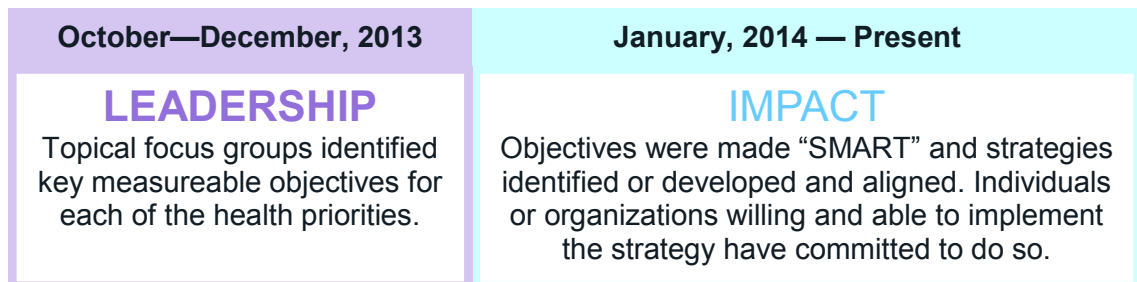 October—December, 2013
January, 2014 — Present
LEADERSHIP
Topical focus groups identified
key measureable objectives for
each of the health priorities.
IMPACT
Objectives were made “SMART” and strategies
identified or developed and aligned. Individuals
or organizations willing and able to implement
the strategy have committed to do so.